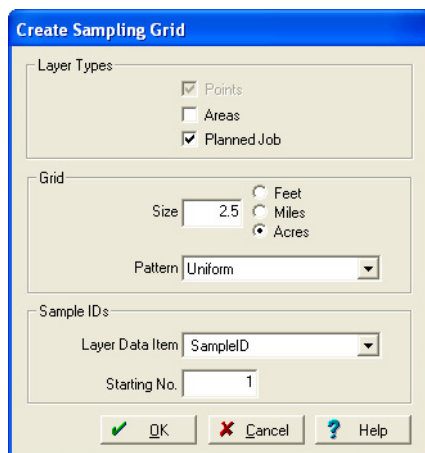 Create Sampling Grid
Layer Types
Points
Areas
Planned Job
Grid
Feet
Size 2.5 Miles
Acres
Pattern Uniform
Sample IDs
Layer Data Item SampleID
Starting No. 1
OK Cancel Help